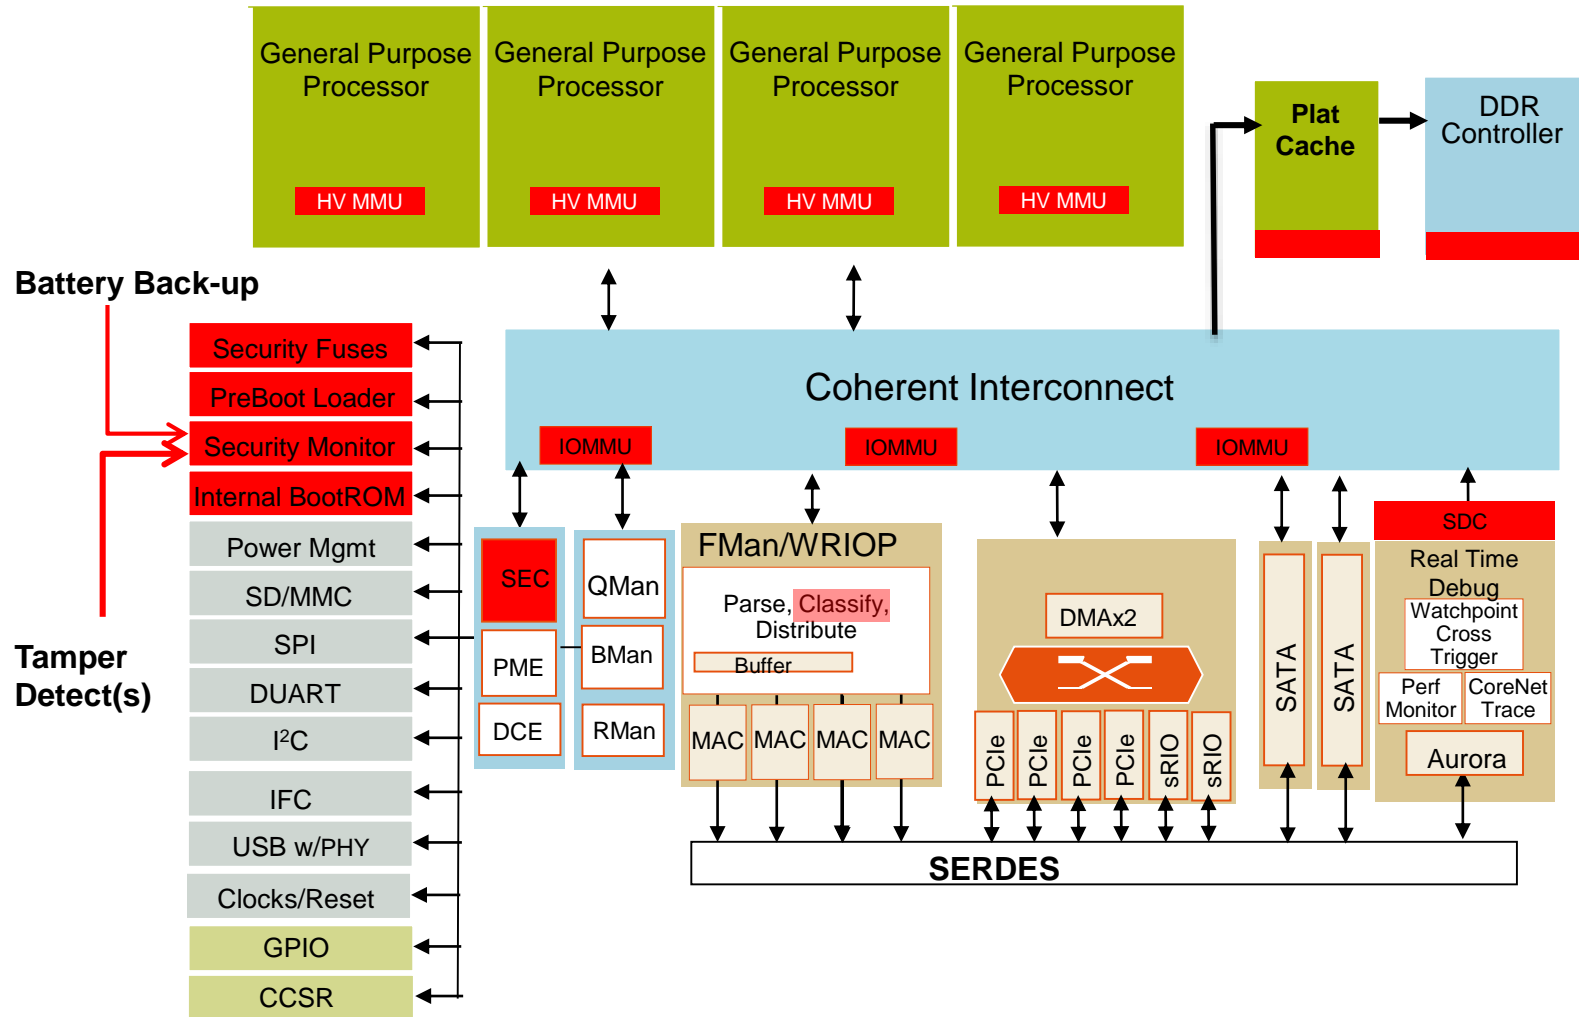 General Purpose
Processor
General Purpose
Processor
General Purpose
Processor
General Purpose
Processor
HV MMU
HV MMU
HV MMU
HV MMU
Plat
Cache
DDR
Controller
Battery Back-up
Tamper
Detect(s)
Security Fuses
PreBoot Loader
Security Monitor
Internal BootROM
Power Mgmt
SD/MMC
SPI
DUART
I²C
IFC
USB w/PHY
Clocks/Reset
GPIO
CCSR
Coherent Interconnect
IOMMU
IOMMU
IOMMU
SEC
PME
DCE
QMan
BMan
RMan
FMan/WRIOP
Parse, Classify,
Distribute
Buffer
MAC
MAC
MAC
MAC
DMAx2
PCIe
PCIe
PCIe
PCIe
sRIO
sRIO
SATA
SATA
SDC
Real Time
Debug
Watchpoint
Cross
Trigger
Perf
Monitor
CoreNet
Trace
Aurora
SERDES